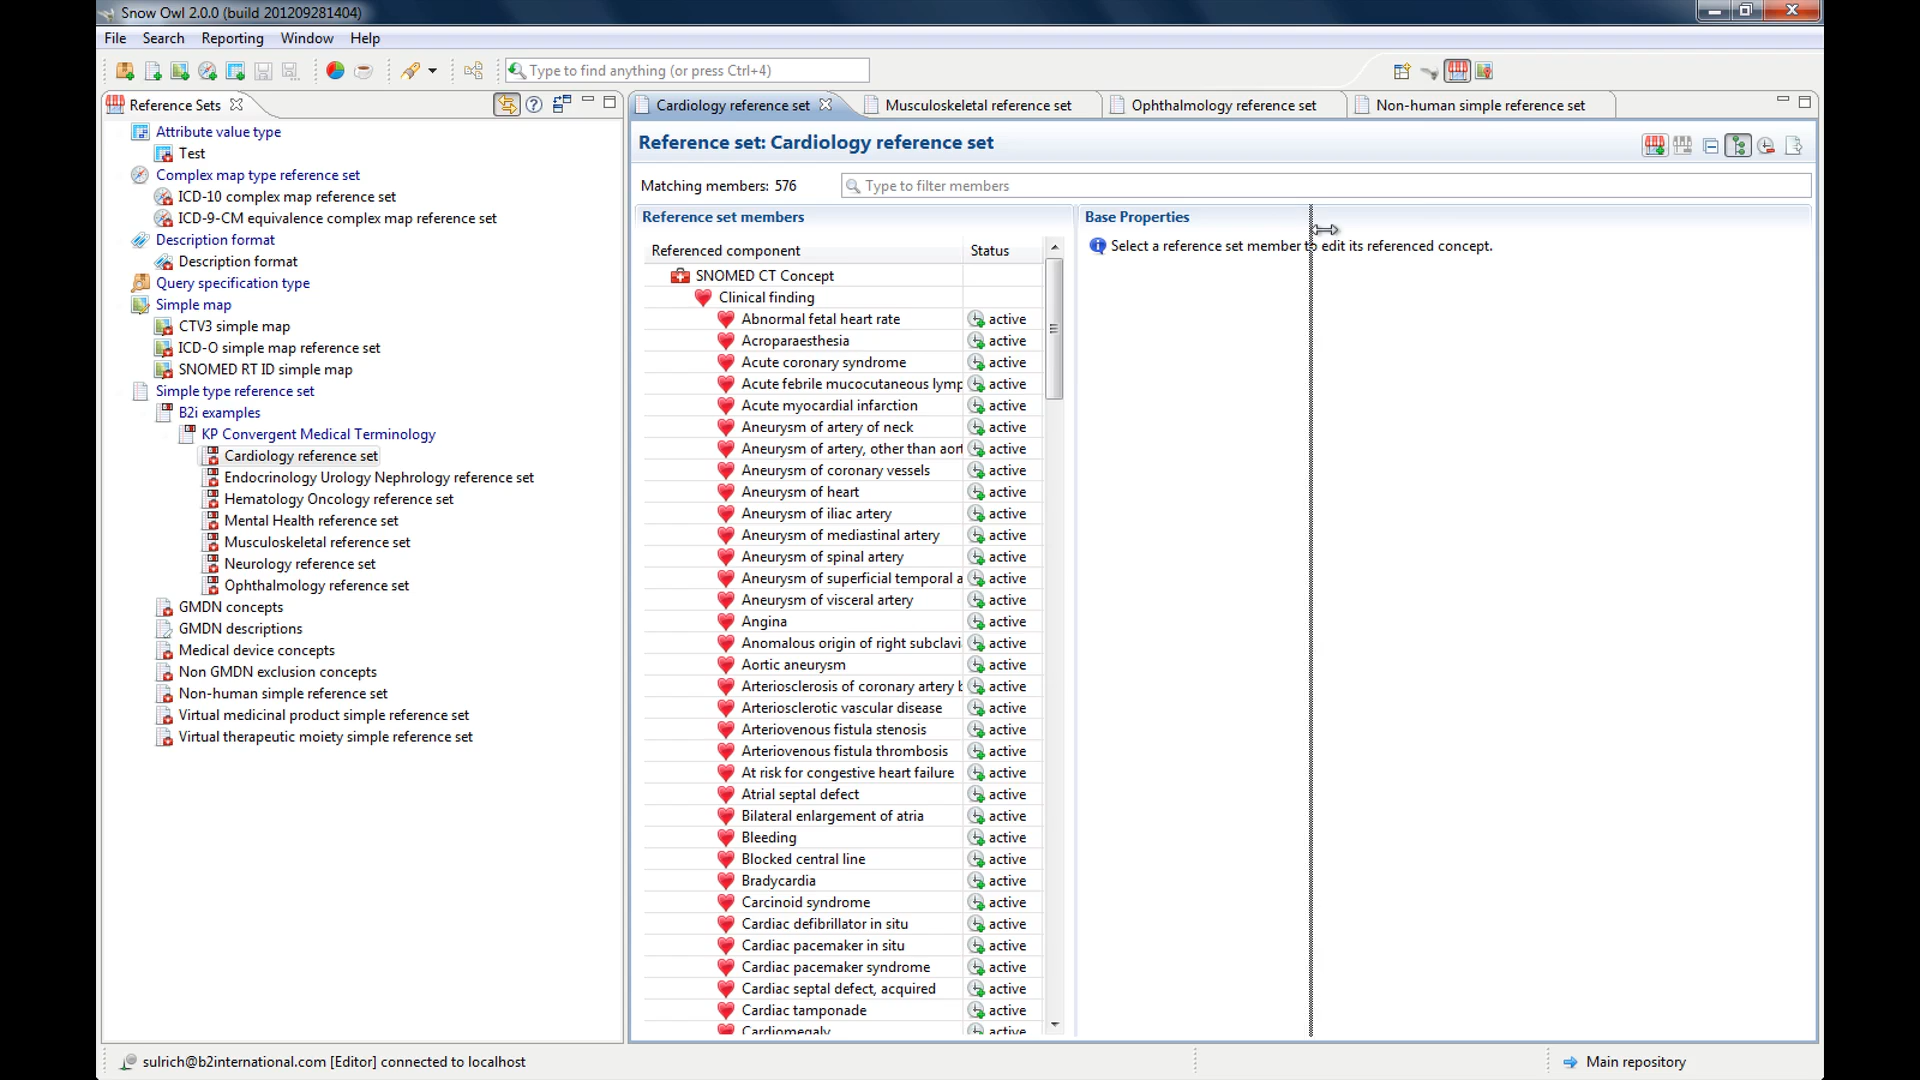 Snow Owl 2.0.0 (build 201209281404)
File Search Reporting Window Help
Type to find anything (or press Ctrl+4)
Reference Sets
Attribute value type
Test
Complex map type reference set
ICD-10 complex map reference set
ICD-9-CM equivalence complex map reference set
Description format
Description format
Query specification type
Simple map
CTV3 simple map
ICD-O simple map reference set
SNOMED RT ID simple map
Simple type reference set
B2i examples
KP Convergent Medical Terminology
Cardiology reference set
Endocrinology Urology Nephrology reference set
Hematology Oncology reference set
Mental Health reference set
Musculoskeletal reference set
Neurology reference set
Ophthalmology reference set
GMDN concepts
GMDN descriptions
Medical device concepts
Non GMDN exclusion concepts
Non-human simple reference set
Virtual medicinal product simple reference set
Virtual therapeutic moiety simple reference set
Cardiology reference set Musculoskeletal reference set Ophthalmology reference set Non-human simple reference set
Reference set: Cardiology reference set
Matching members: 576 Type to filter members
Reference set members
Referenced component Status
SNOMED CT Concept
Clinical finding
Abnormal fetal heart rate active
Acroparaesthesia active
Acute coronary syndrome active
Acute febrile mucocutaneous lymp active
Acute myocardial infarction active
Aneurysm of artery of neck active
Aneurysm of artery, other than aort active
Aneurysm of coronary vessels active
Aneurysm of heart active
Aneurysm of iliac artery active
Aneurysm of mediastinal artery active
Aneurysm of spinal artery active
Aneurysm of superficial temporal a active
Aneurysm of visceral artery active
Angina active
Anomalous origin of right subclavi active
Aortic aneurysm active
Arteriosclerosis of coronary artery b active
Arteriosclerotic vascular disease active
Arteriovenous fistula stenosis active
Arteriovenous fistula thrombosis active
At risk for congestive heart failure active
Atrial septal defect active
Bilateral enlargement of atria active
Bleeding active
Blocked central line active
Bradycardia active
Carcinoid syndrome active
Cardiac defibrillator in situ active
Cardiac pacemaker in situ active
Cardiac pacemaker syndrome active
Cardiac septal defect, acquired active
Cardiac tamponade active
Cardiomegaly active
Base Properties
Select a reference set member to edit its referenced concept.
sulrich@b2international.com [Editor] connected to localhost
Main repository